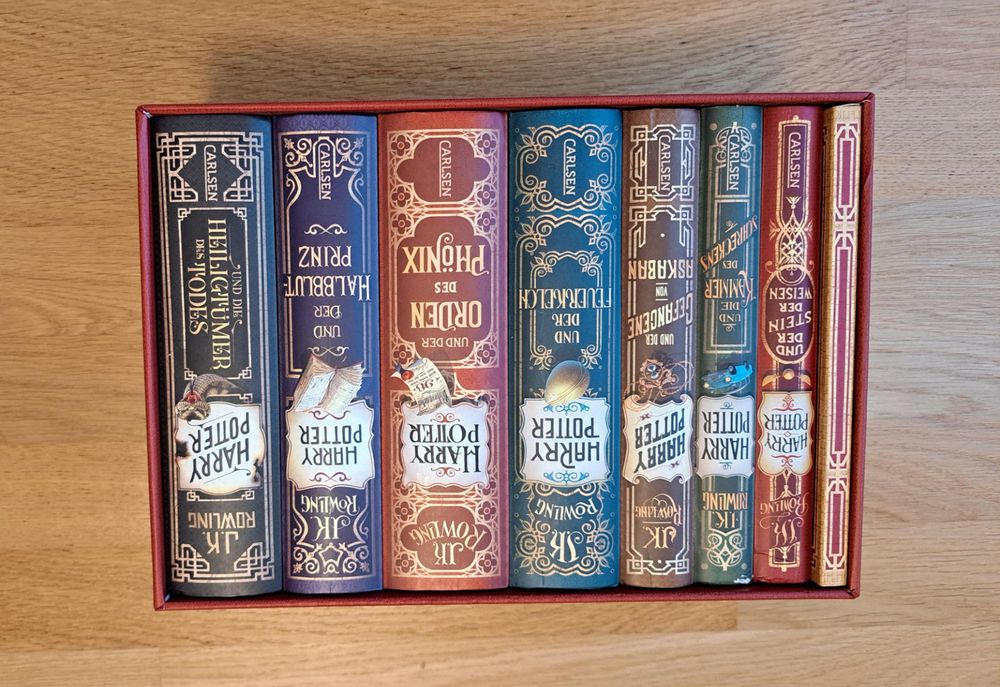 J.K.
ROWLING
HARRY
POTTER
UND DER
STEIN DER
WEISEN
CARLSEN
J.K.
ROWLING
HARRY
POTTER
UND DIE
KAMMER
DES
SCHRECKENS
CARLSEN
J.K.
ROWLING
HARRY
POTTER
UND DER
GEFANGENE
VON
ASKABAN
CARLSEN
J.K.
ROWLING
HARRY
POTTER
UND
DER
FEUERKELCH
CARLSEN
J.K.
ROWLING
HARRY
POTTER
UND DER
ORDEN
DES
PHÖNIX
CARLSEN
J.K.
ROWLING
HARRY
POTTER
UND
DER
HALBBLUT-
PRINZ
CARLSEN
J.K.
ROWLING
HARRY
POTTER
UND DIE
HEILIGTÜMER
DES TODES
CARLSEN